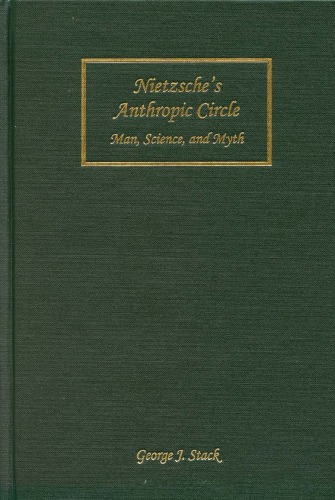 Nietzsche's
Anthropic Circle
Man, Science, and Myth
George J. Stack